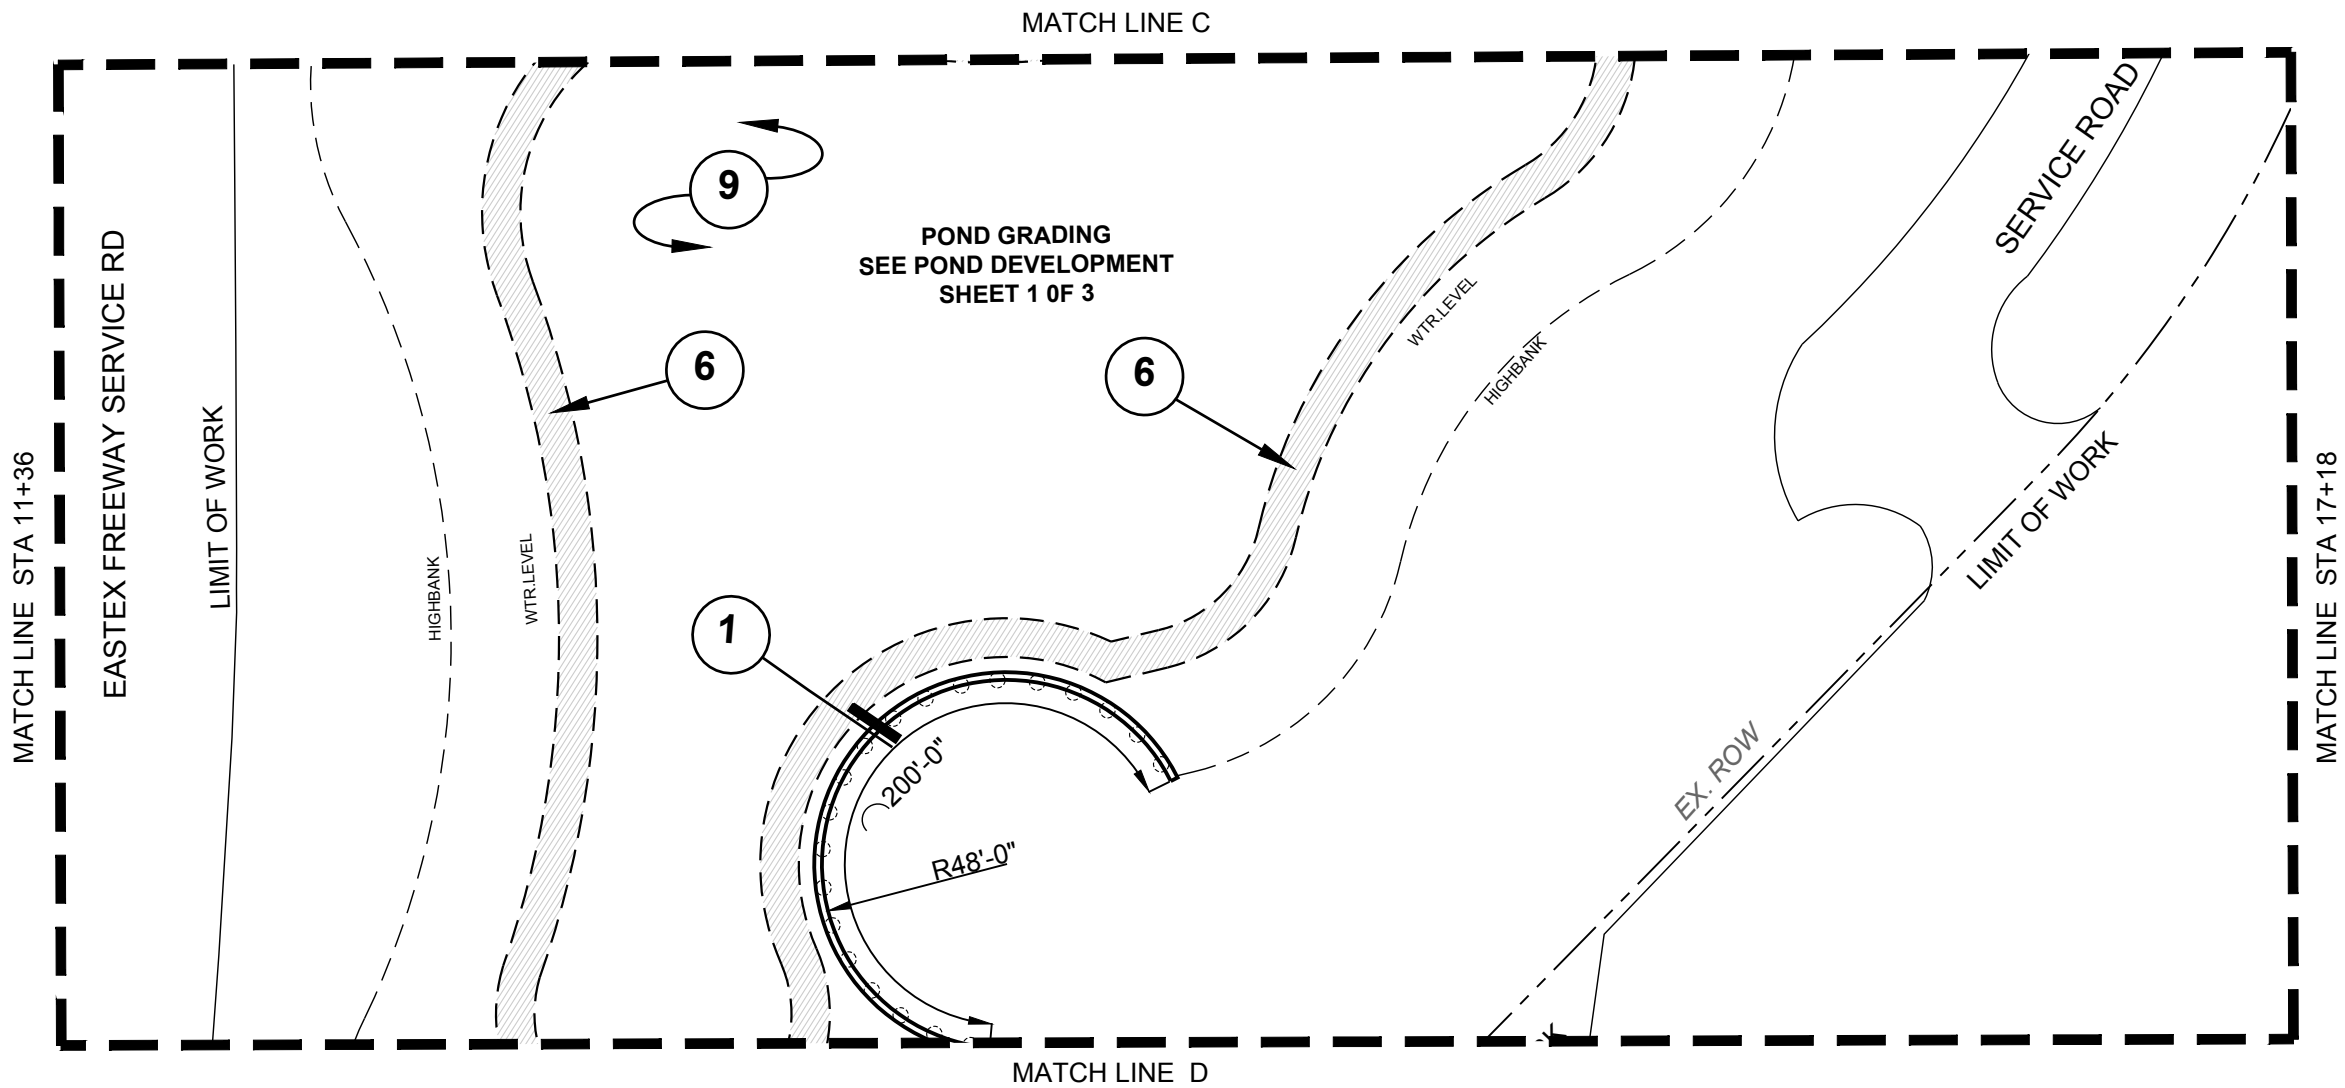 MATCH LINE C
SERVICE ROAD
9
POND GRADING
SEE POND DEVELOPMENT
SHEET 1 0F 3
EASTEX FREEWAY SERVICE RD
WTR.LEVEL
6
6
HIGHBANK
LIMIT OF WORK
LIMIT OF WORK
MATCH LINE STA 11+36
MATCH LINE STA 17+18
HIGHBANK
WTR.LEVEL
1
200'-0"
EX. ROW
R48'-0"
MATCH LINE D